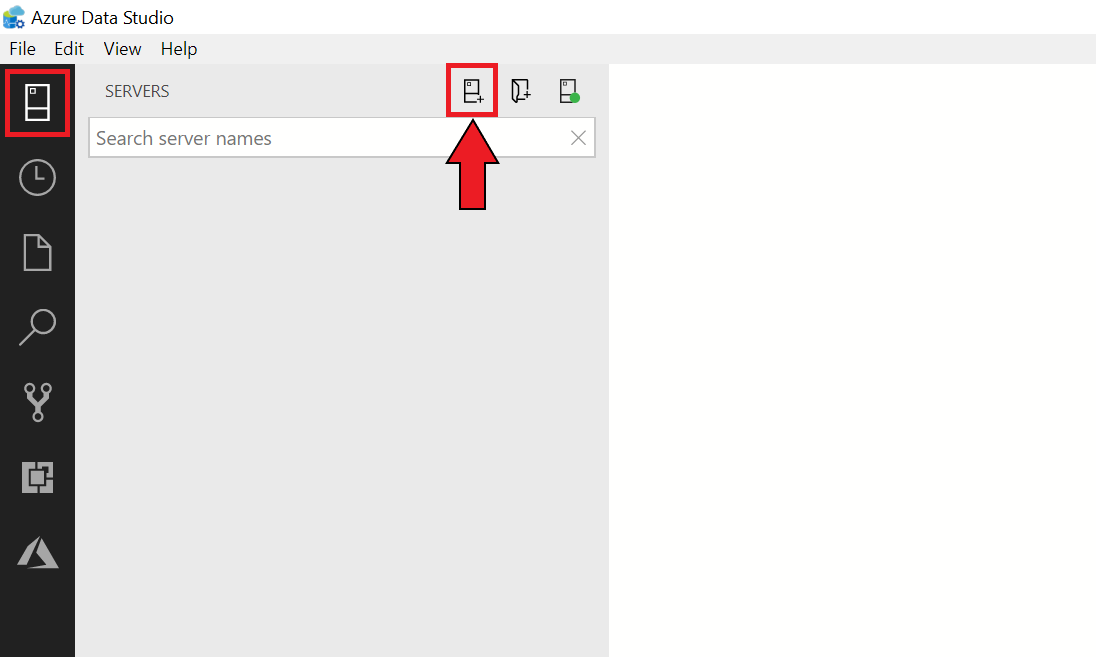 Azure Data Studio
File Edit View Help
SERVERS
Search server names